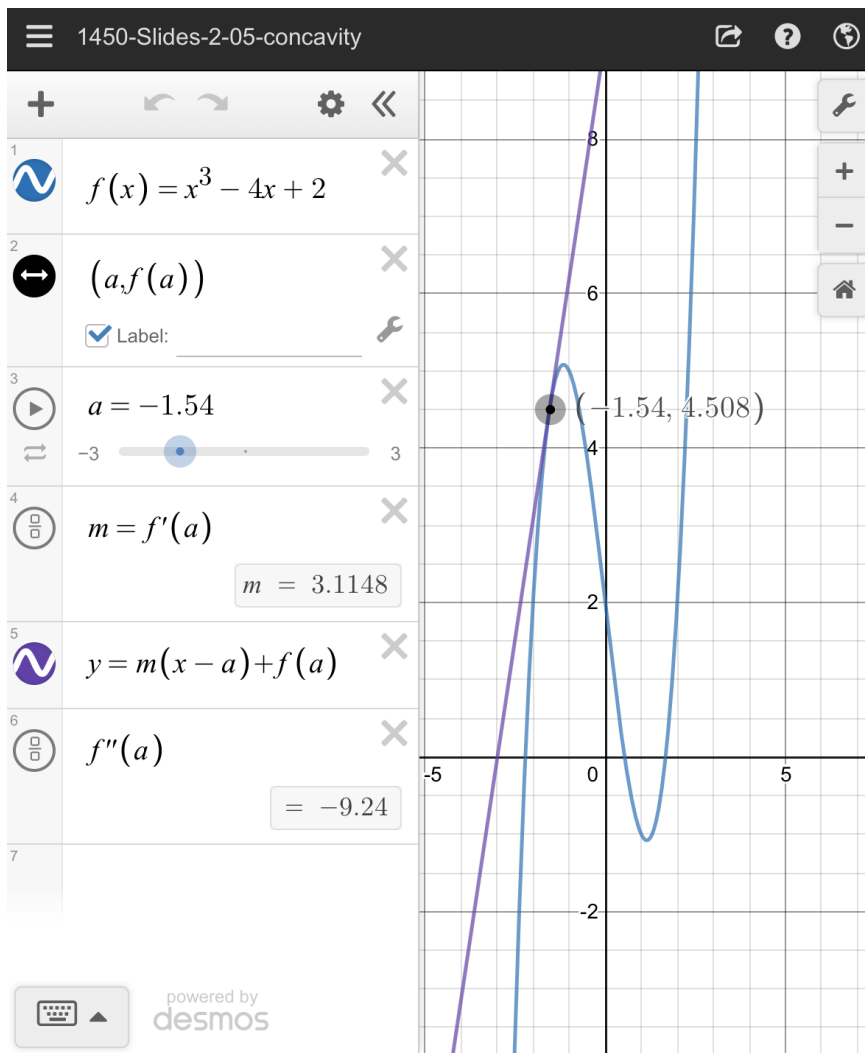 1450-Slides-2-05-concavity
1
f(x) = x³ − 4x + 2
2
(a,f(a))
Label:
3
a = −1.54
−3
3
4
m = f′(a)
m = 3.1148
5
y = m(x − a)+f(a)
6
f″(a)
= −9.24
7
powered by
desmos
8
6
(−1.54, 4.508)
4
2
-5
0
5
-2